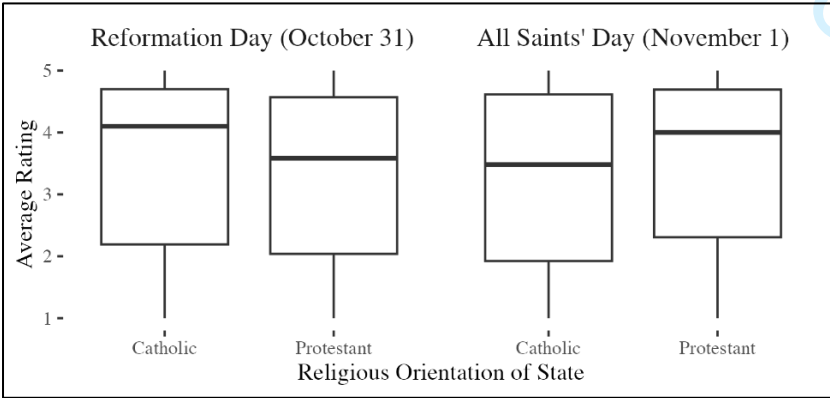 Reformation Day (October 31)
All Saints' Day (November 1)
Average Rating
5
4
3
2
1
Catholic
Protestant
Catholic
Protestant
Religious Orientation of State